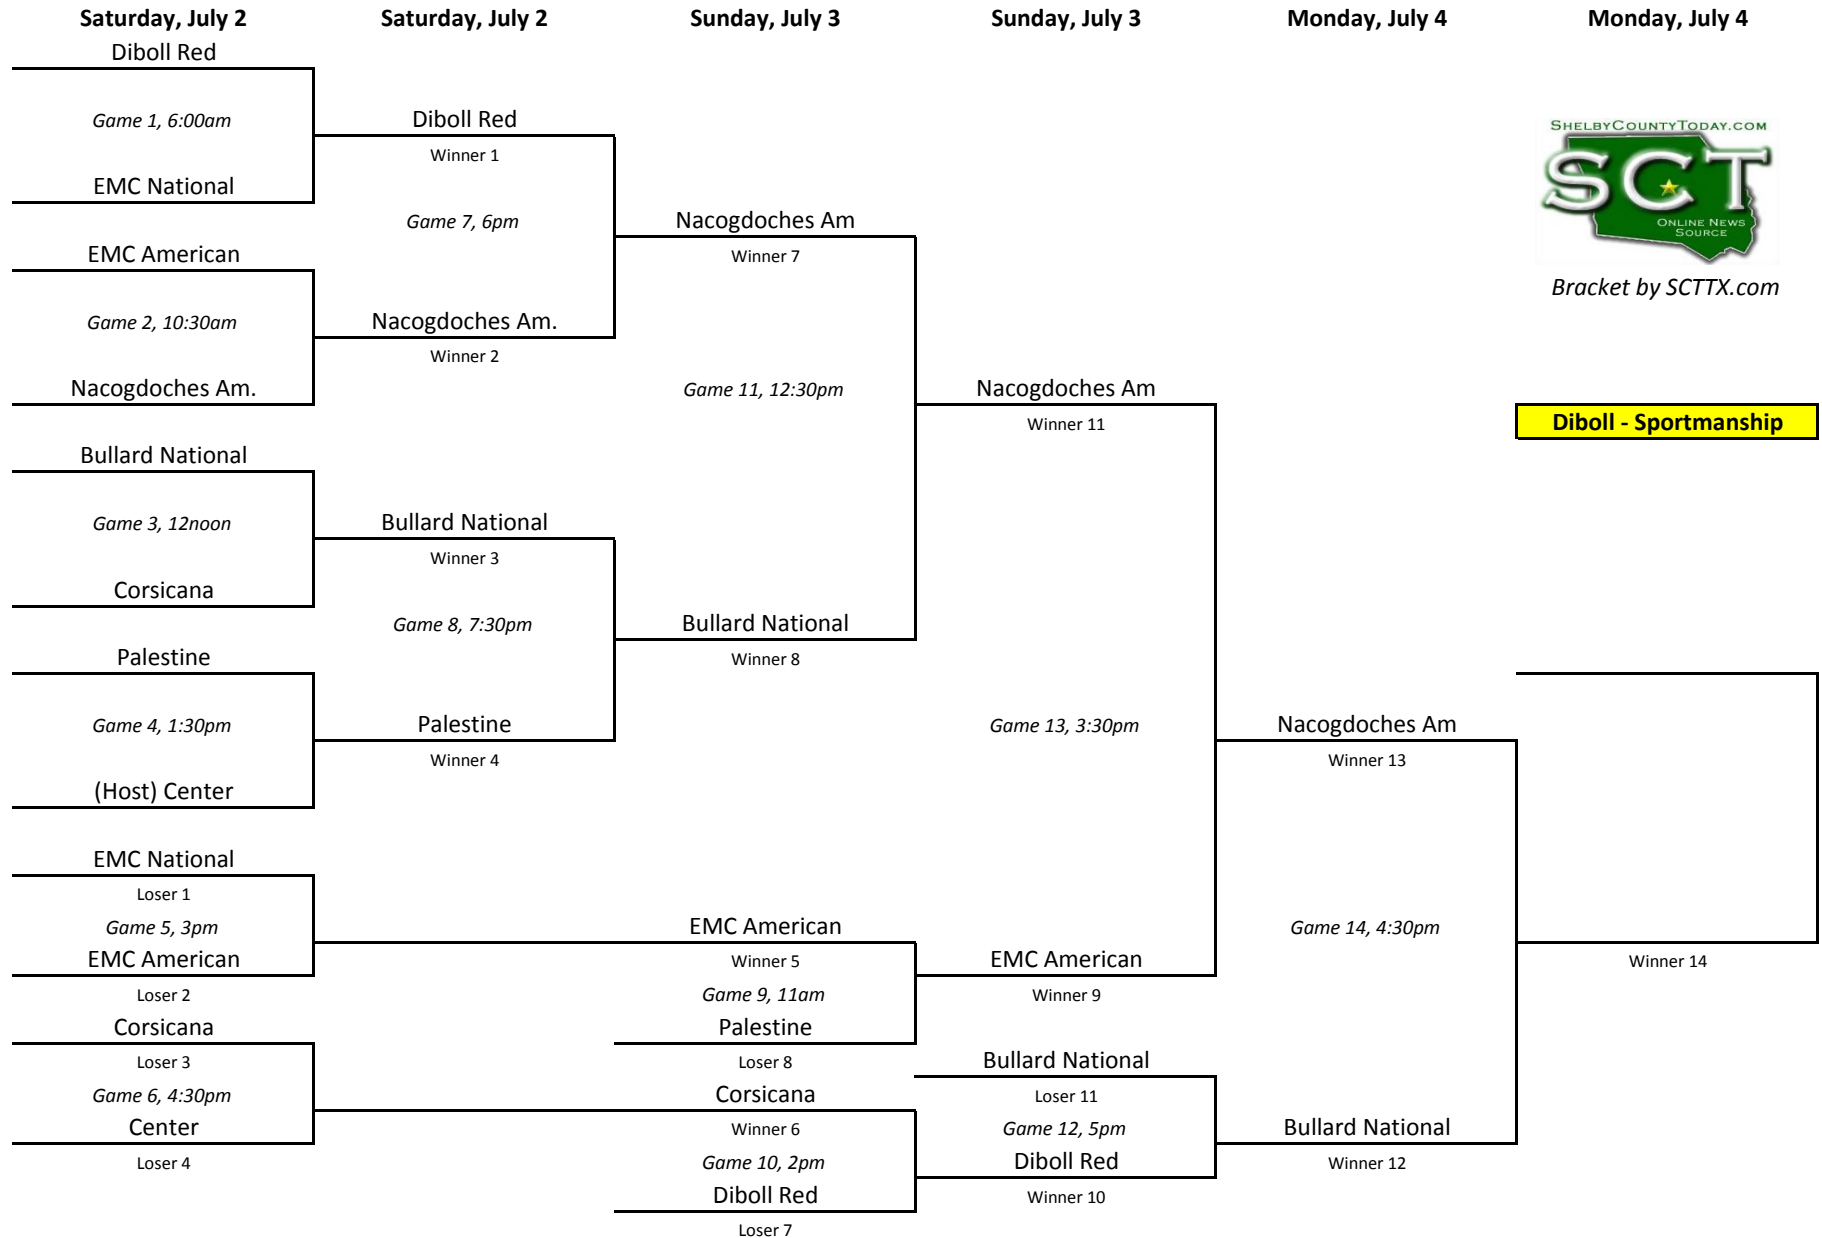 Saturday, July 2
Saturday, July 2
Sunday, July 3
Sunday, July 3
Monday, July 4
Monday, July 4
Diboll Red
Game 1, 6:00am
EMC National
EMC American
Game 2, 10:30am
Nacogdoches Am.
Bullard National
Game 3, 12noon
Corsicana
Palestine
Game 4, 1:30pm
(Host) Center
EMC National
Loser 1
Game 5, 3pm
EMC American
Loser 2
Corsicana
Loser 3
Game 6, 4:30pm
Center
Loser 4
Diboll Red
Winner 1
Game 7, 6pm
Nacogdoches Am.
Winner 2
Bullard National
Winner 3
Game 8, 7:30pm
Palestine
Winner 4
Nacogdoches Am
Winner 7
Game 11, 12:30pm
Bullard National
Winner 8
EMC American
Winner 5
Game 9, 11am
Palestine
Loser 8
Corsicana
Winner 6
Game 10, 2pm
Diboll Red
Loser 7
Nacogdoches Am
Winner 11
Game 13, 3:30pm
EMC American
Winner 9
Bullard National
Loser 11
Game 12, 5pm
Diboll Red
Winner 10
Nacogdoches Am
Winner 13
Game 14, 4:30pm
Bullard National
Winner 12
SHELBYCOUNTYTODAY.COM
SCT
ONLINE NEWS
SOURCE
Bracket by SCTTX.com
Diboll - Sportmanship
Winner 14